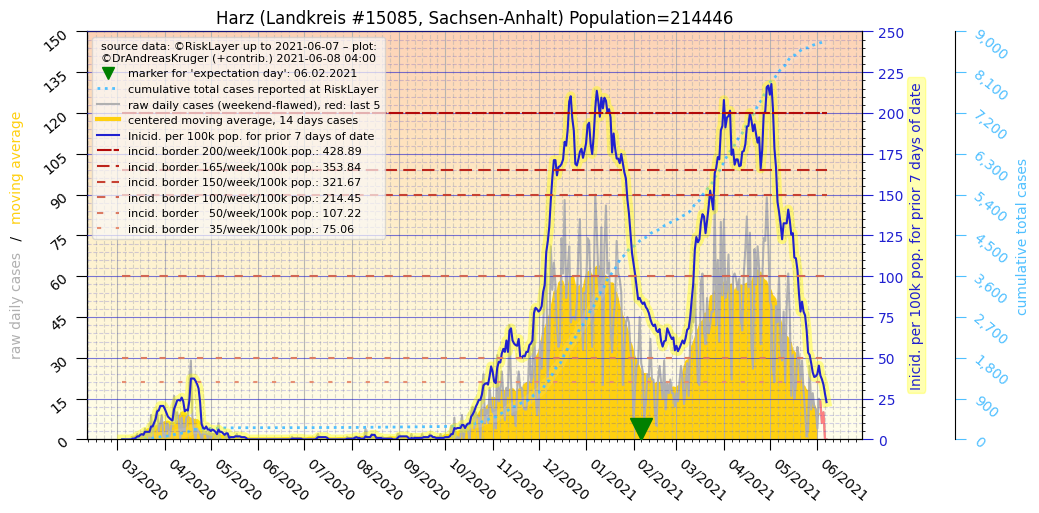 Harz (Landkreis #15085, Sachsen-Anhalt) Population=214446
source data: ©RiskLayer up to 2021-06-07 – plot:
©DrAndreasKruger (+contrib.) 2021-06-08 04:00
marker for 'expectation day': 06.02.2021
cumulative total cases reported at RiskLayer
raw daily cases (weekend-flawed), red: last 5
centered moving average, 14 days cases
Inicid. per 100k pop. for prior 7 days of date
incid. border 200/week/100k pop.: 428.89
incid. border 165/week/100k pop.: 353.84
incid. border 150/week/100k pop.: 321.67
incid. border 100/week/100k pop.: 214.45
incid. border   50/week/100k pop.: 107.22
incid. border   35/week/100k pop.: 75.06
raw daily cases / moving average
150
135
120
105
90
75
60
45
30
15
0
03/2020
04/2020
05/2020
06/2020
07/2020
08/2020
09/2020
10/2020
11/2020
12/2020
01/2021
02/2021
03/2021
04/2021
05/2021
06/2021
250
225
200
175
150
125
100
75
50
25
0
Inicid. per 100k pop. for prior 7 days of date
9,000
8,100
7,200
6,300
5,400
4,500
3,600
2,700
1,800
900
0
cumulative total cases